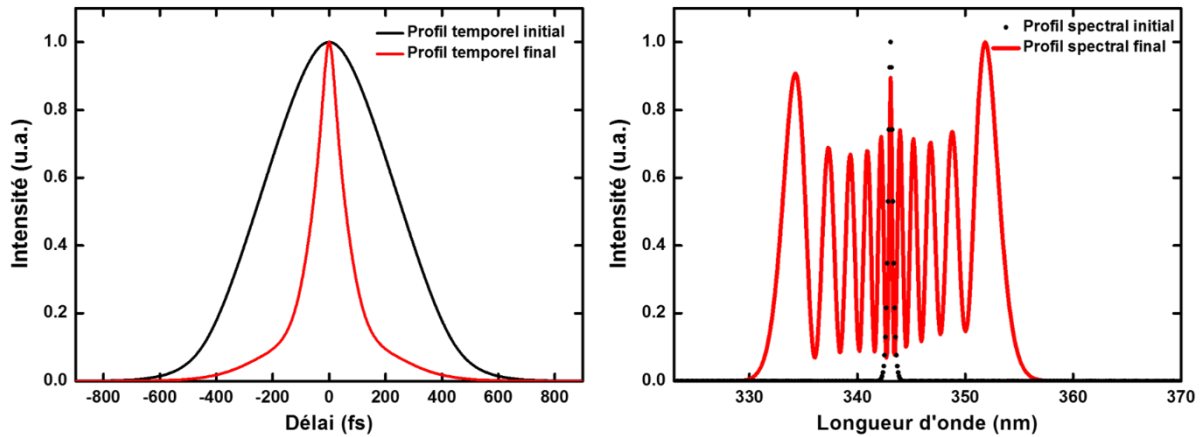 Profil temporel initial
Profil temporel final
1.0
0.8
0.6
0.4
0.2
0.0
Intensité (u.a.)
-800 -600 -400 -200 0 200 400 600 800
Délai (fs)
Profil spectral initial
Profil spectral final
1.0
0.8
0.6
0.4
0.2
0.0
Intensité (u.a.)
330 340 350 360 370
Longueur d'onde (nm)